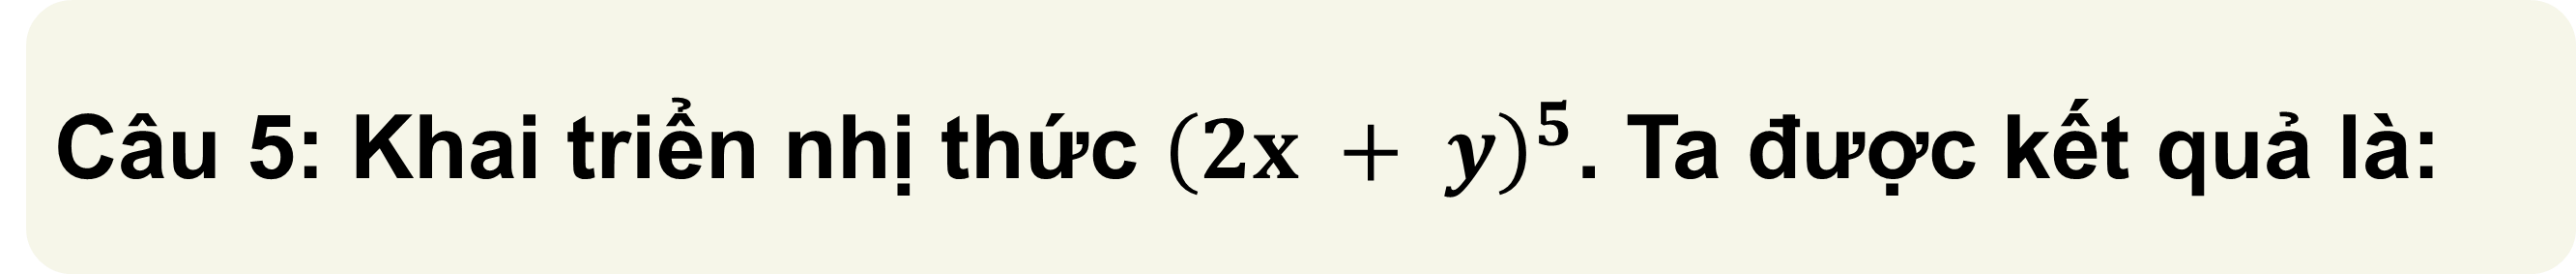 Câu 5: Khai triển nhị thức (2x + y)⁵. Ta được kết quả là: